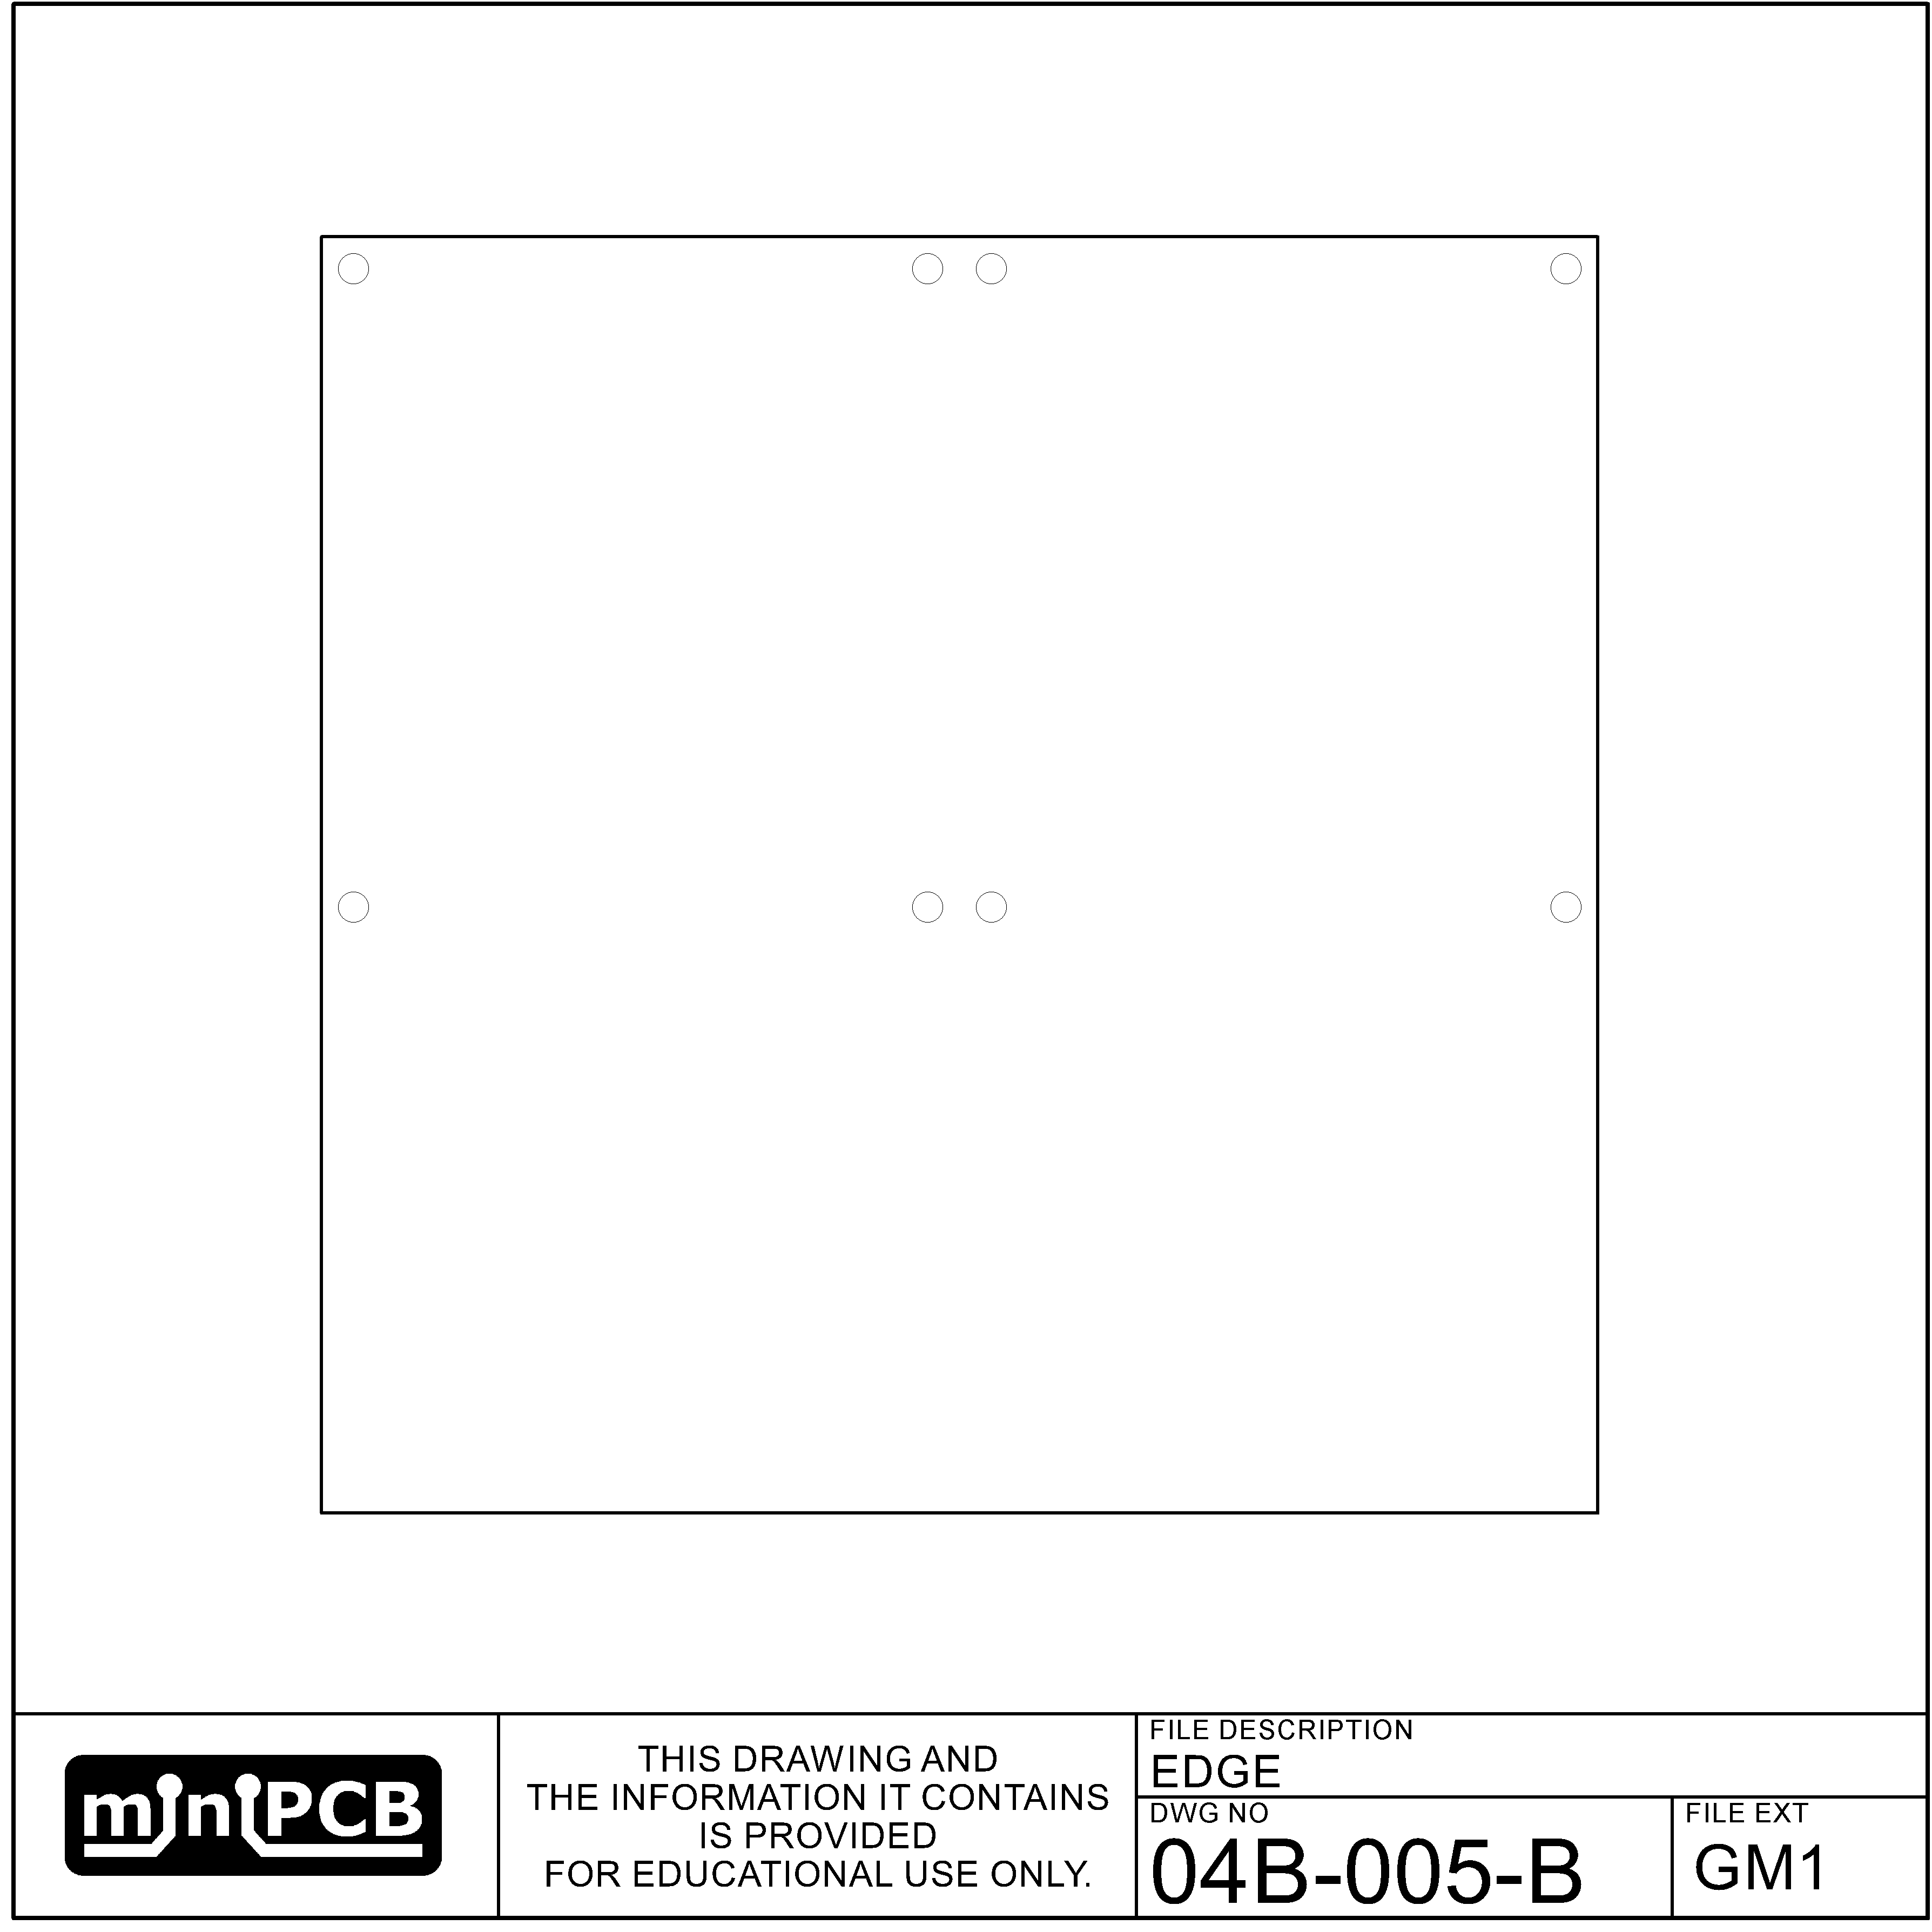 miniPCB
THIS DRAWING AND
THE INFORMATION IT CONTAINS
IS PROVIDED
FOR EDUCATIONAL USE ONLY.
FILE DESCRIPTION
EDGE
DWG NO
04B-005-B
FILE EXT
GM1